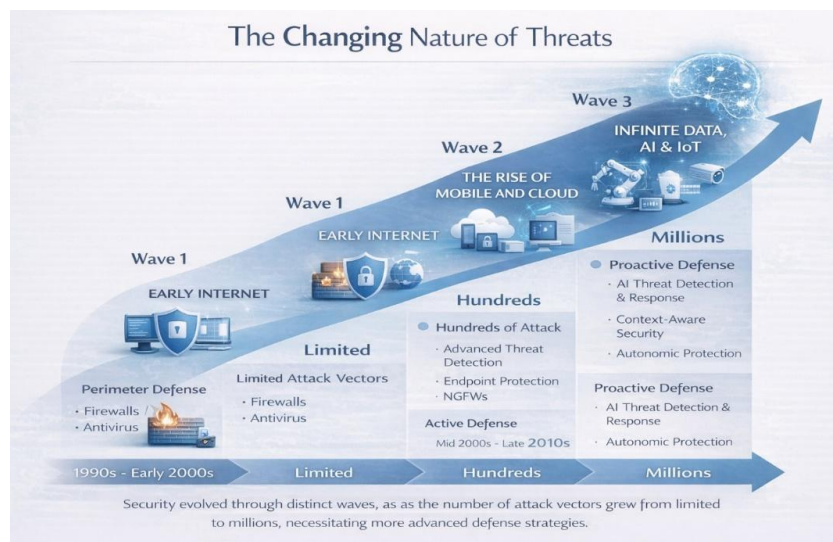 The Changing Nature of Threats
Wave 1
EARLY INTERNET
Wave 1
EARLY INTERNET
Wave 2
THE RISE OF
MOBILE AND CLOUD
Wave 3
INFINITE DATA,
AI & IoT
Perimeter Defense
· Firewalls
· Antivirus
Limited
Limited Attack Vectors
· Firewalls
· Antivirus
Hundreds
Hundreds of Attack
· Advanced Threat
Detection
· Endpoint Protection
· NGFWs
Active Defense
Mid 2000s - Late 2010s
Millions
Proactive Defense
· AI Threat Detection
& Response
· Context-Aware
Security
· Autonomic Protection
Proactive Defense
· AI Threat Detection &
Response
· Autonomic Protection
1990s - Early 2000s
Limited
Hundreds
Millions
Security evolved through distinct waves, as as the number of attack vectors grew from limited
to millions, necessitating more advanced defense strategies.